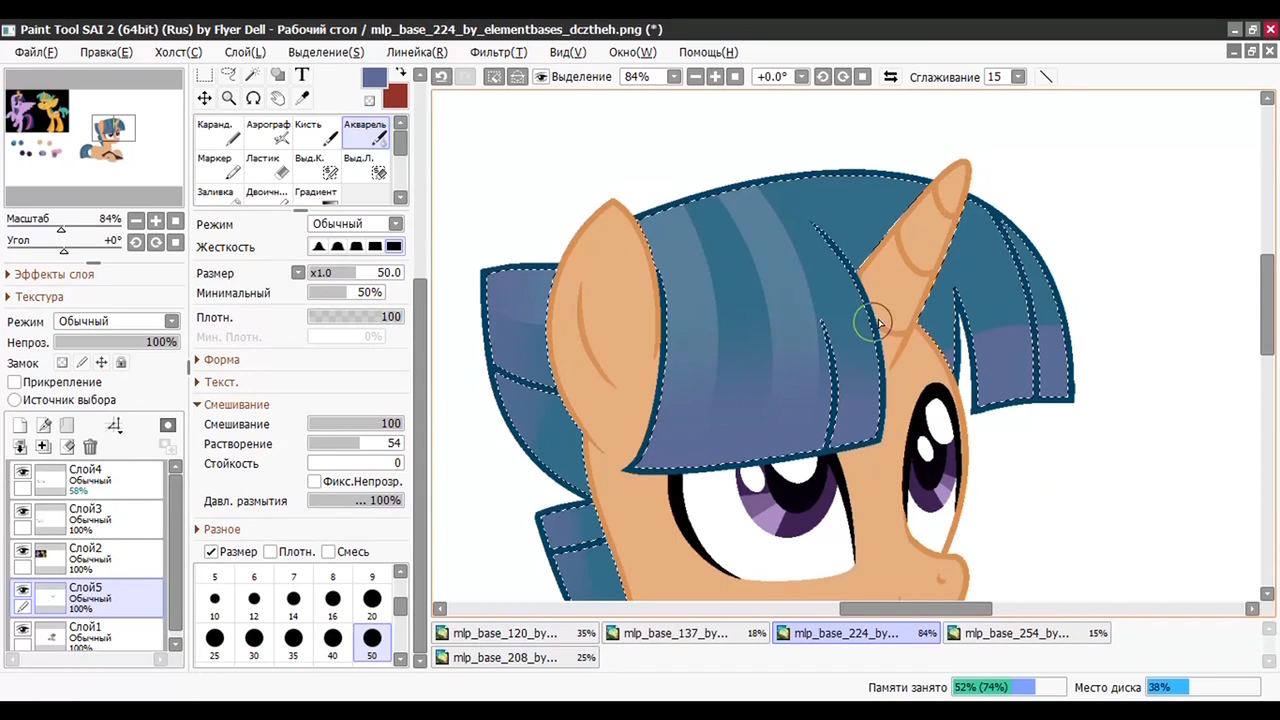 Paint Tool SAI 2 (64bit) (Rus) by Flyer Dell - Рабочий стол / mlp_base_224_by_elementbases_dcztheh.png (*)
Файл(F) Правка(E) Холст(C) Слой(L) Выделение(S) Линейка(R) Фильтр(T) Вид(V) Окно(W) Помощь(H)
T
Выделение 84% +0.0° Сглаживание 15
Масштаб 84%
Угол +0°
Эффекты слоя
Текстура
Режим Обычный
Непроз. 100%
Замок
Прикрепление
Источник выбора
Слой4
Обычный
58%
Слой3
Обычный
100%
Слой2
Обычный
100%
Слой5
Обычный
100%
Слой1
Обычный
100%
Каранд. Аэрограф Кисть Акварель
Маркер Ластик Выд.К. Выд.Л.
Заливка Двоичн... Градиент
Режим Обычный
Жесткость
Размер x1.0 50.0
Минимальный 50%
Плотн. 100
Мин. Плотн. 0%
Форма
Текст.
Смешивание
Смешивание 100
Растворение 54
Стойкость 0
Фикс.Непрозр.
Давл. размытия ... 100%
Разное
Размер Плотн. Смесь
5 6 7 8 9
10 12 14 16 20
25 30 35 40 50
mlp_base_120_by... 35%
mlp_base_137_by... 18%
mlp_base_224_by... 84%
mlp_base_254_by... 15%
mlp_base_208_by... 25%
Памяти занято 52% (74%) Место диска 38%